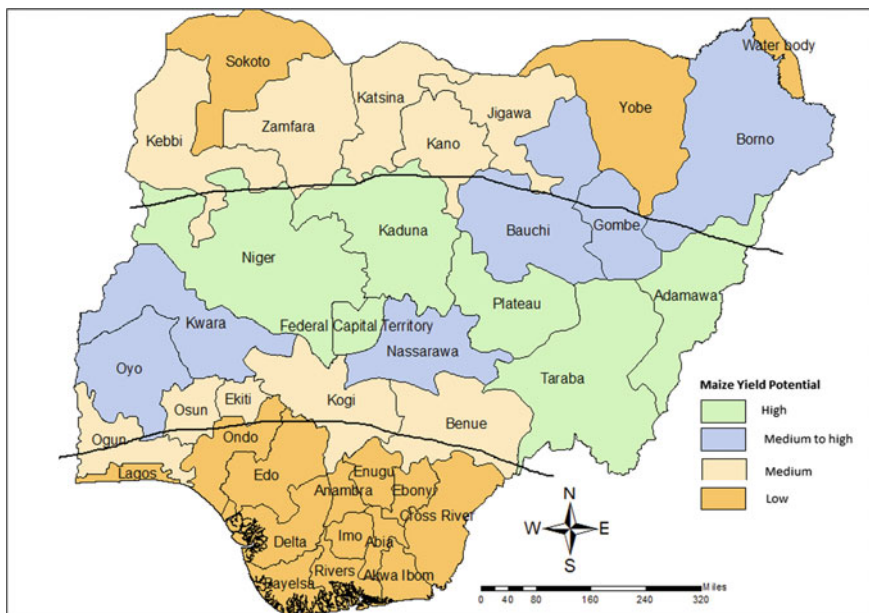 Water body
Sokoto
Yobe
Katsina
Jigawa
Kebbi
Zamfara
Kano
Borno
Kaduna
Bauchi
Gombe
Niger
Plateau
Adamawa
Kwara
Federal Capital Territory
Nassarawa
Oyo
Taraba
Osun
Ekiti
Kogi
Benue
Ogun
Ondo
Lagos
Edo
Enugu
Anambra
Ebonyi
Cross River
Delta
Imo
Abia
Bayelsa
Rivers
Akwa Ibom
Maize Yield Potential
High
Medium to high
Medium
Low
N
W E
S
Miles
0 40 80 160 240 320